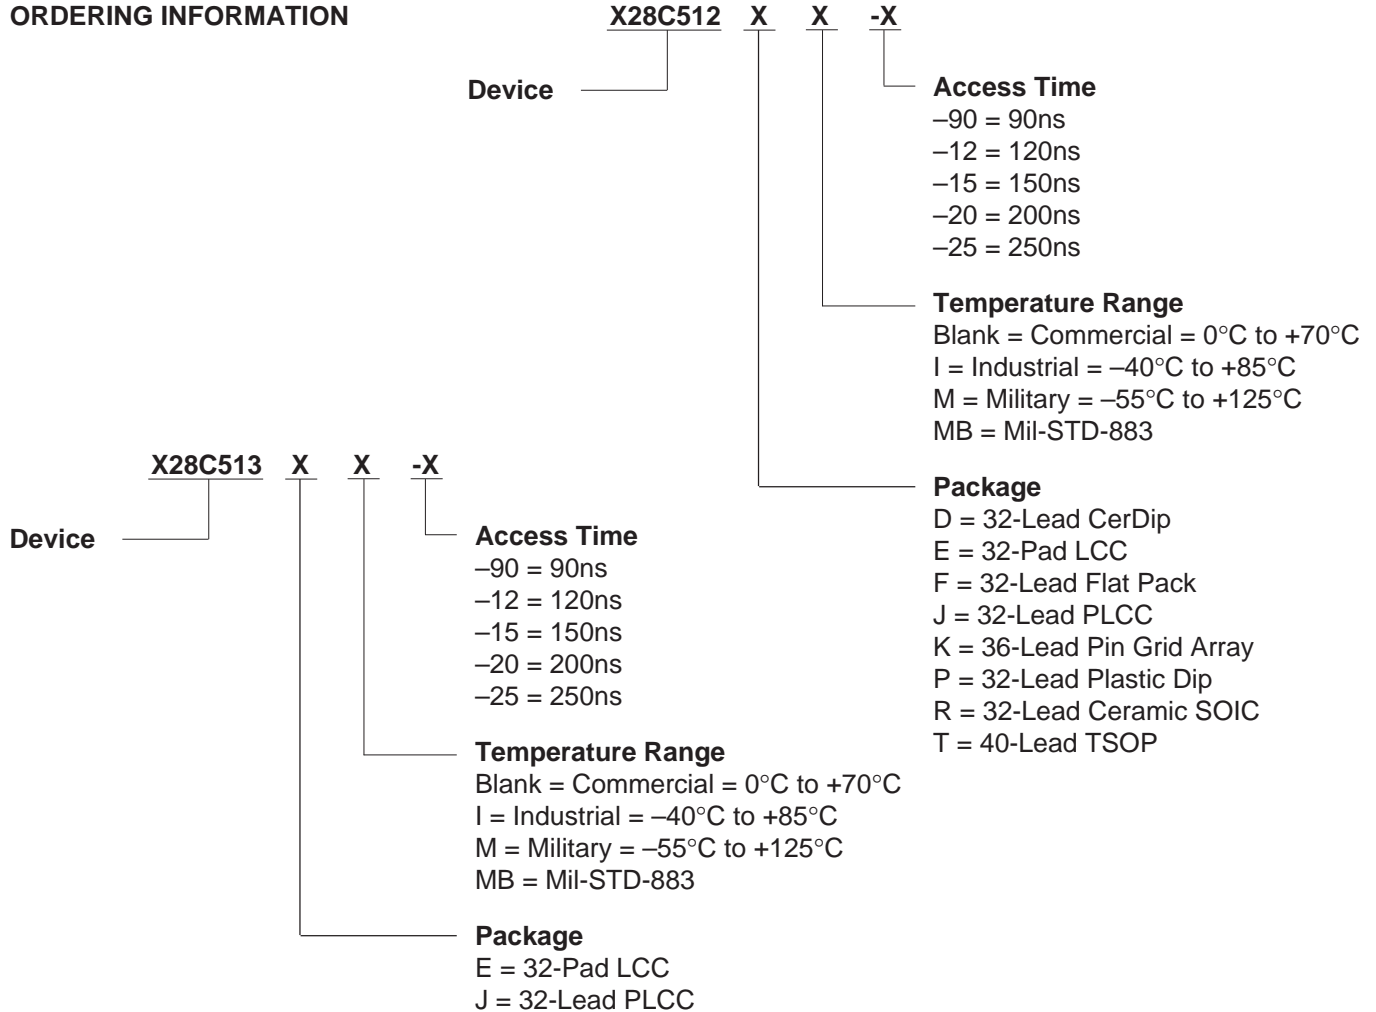 ORDERING INFORMATION
X28C512 X X -X
Device
Access Time
–90 = 90ns
–12 = 120ns
–15 = 150ns
–20 = 200ns
–25 = 250ns
Temperature Range
Blank = Commercial = 0°C to +70°C
I = Industrial = –40°C to +85°C
M = Military = –55°C to +125°C
MB = Mil-STD-883
Package
D = 32-Lead CerDip
E = 32-Pad LCC
F = 32-Lead Flat Pack
J = 32-Lead PLCC
K = 36-Lead Pin Grid Array
P = 32-Lead Plastic Dip
R = 32-Lead Ceramic SOIC
T = 40-Lead TSOP
X28C513 X X -X
Device
Access Time
–90 = 90ns
–12 = 120ns
–15 = 150ns
–20 = 200ns
–25 = 250ns
Temperature Range
Blank = Commercial = 0°C to +70°C
I = Industrial = –40°C to +85°C
M = Military = –55°C to +125°C
MB = Mil-STD-883
Package
E = 32-Pad LCC
J = 32-Lead PLCC